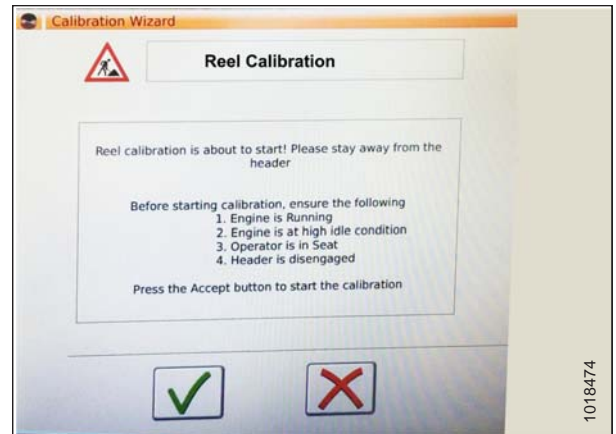 Calibration Wizard
Reel Calibration
Reel calibration is about to start! Please stay away from the
header
Before starting calibration, ensure the following
1. Engine is Running
2. Engine is at high idle condition
3. Operator is in Seat
4. Header is disengaged
Press the Accept button to start the calibration
1018474